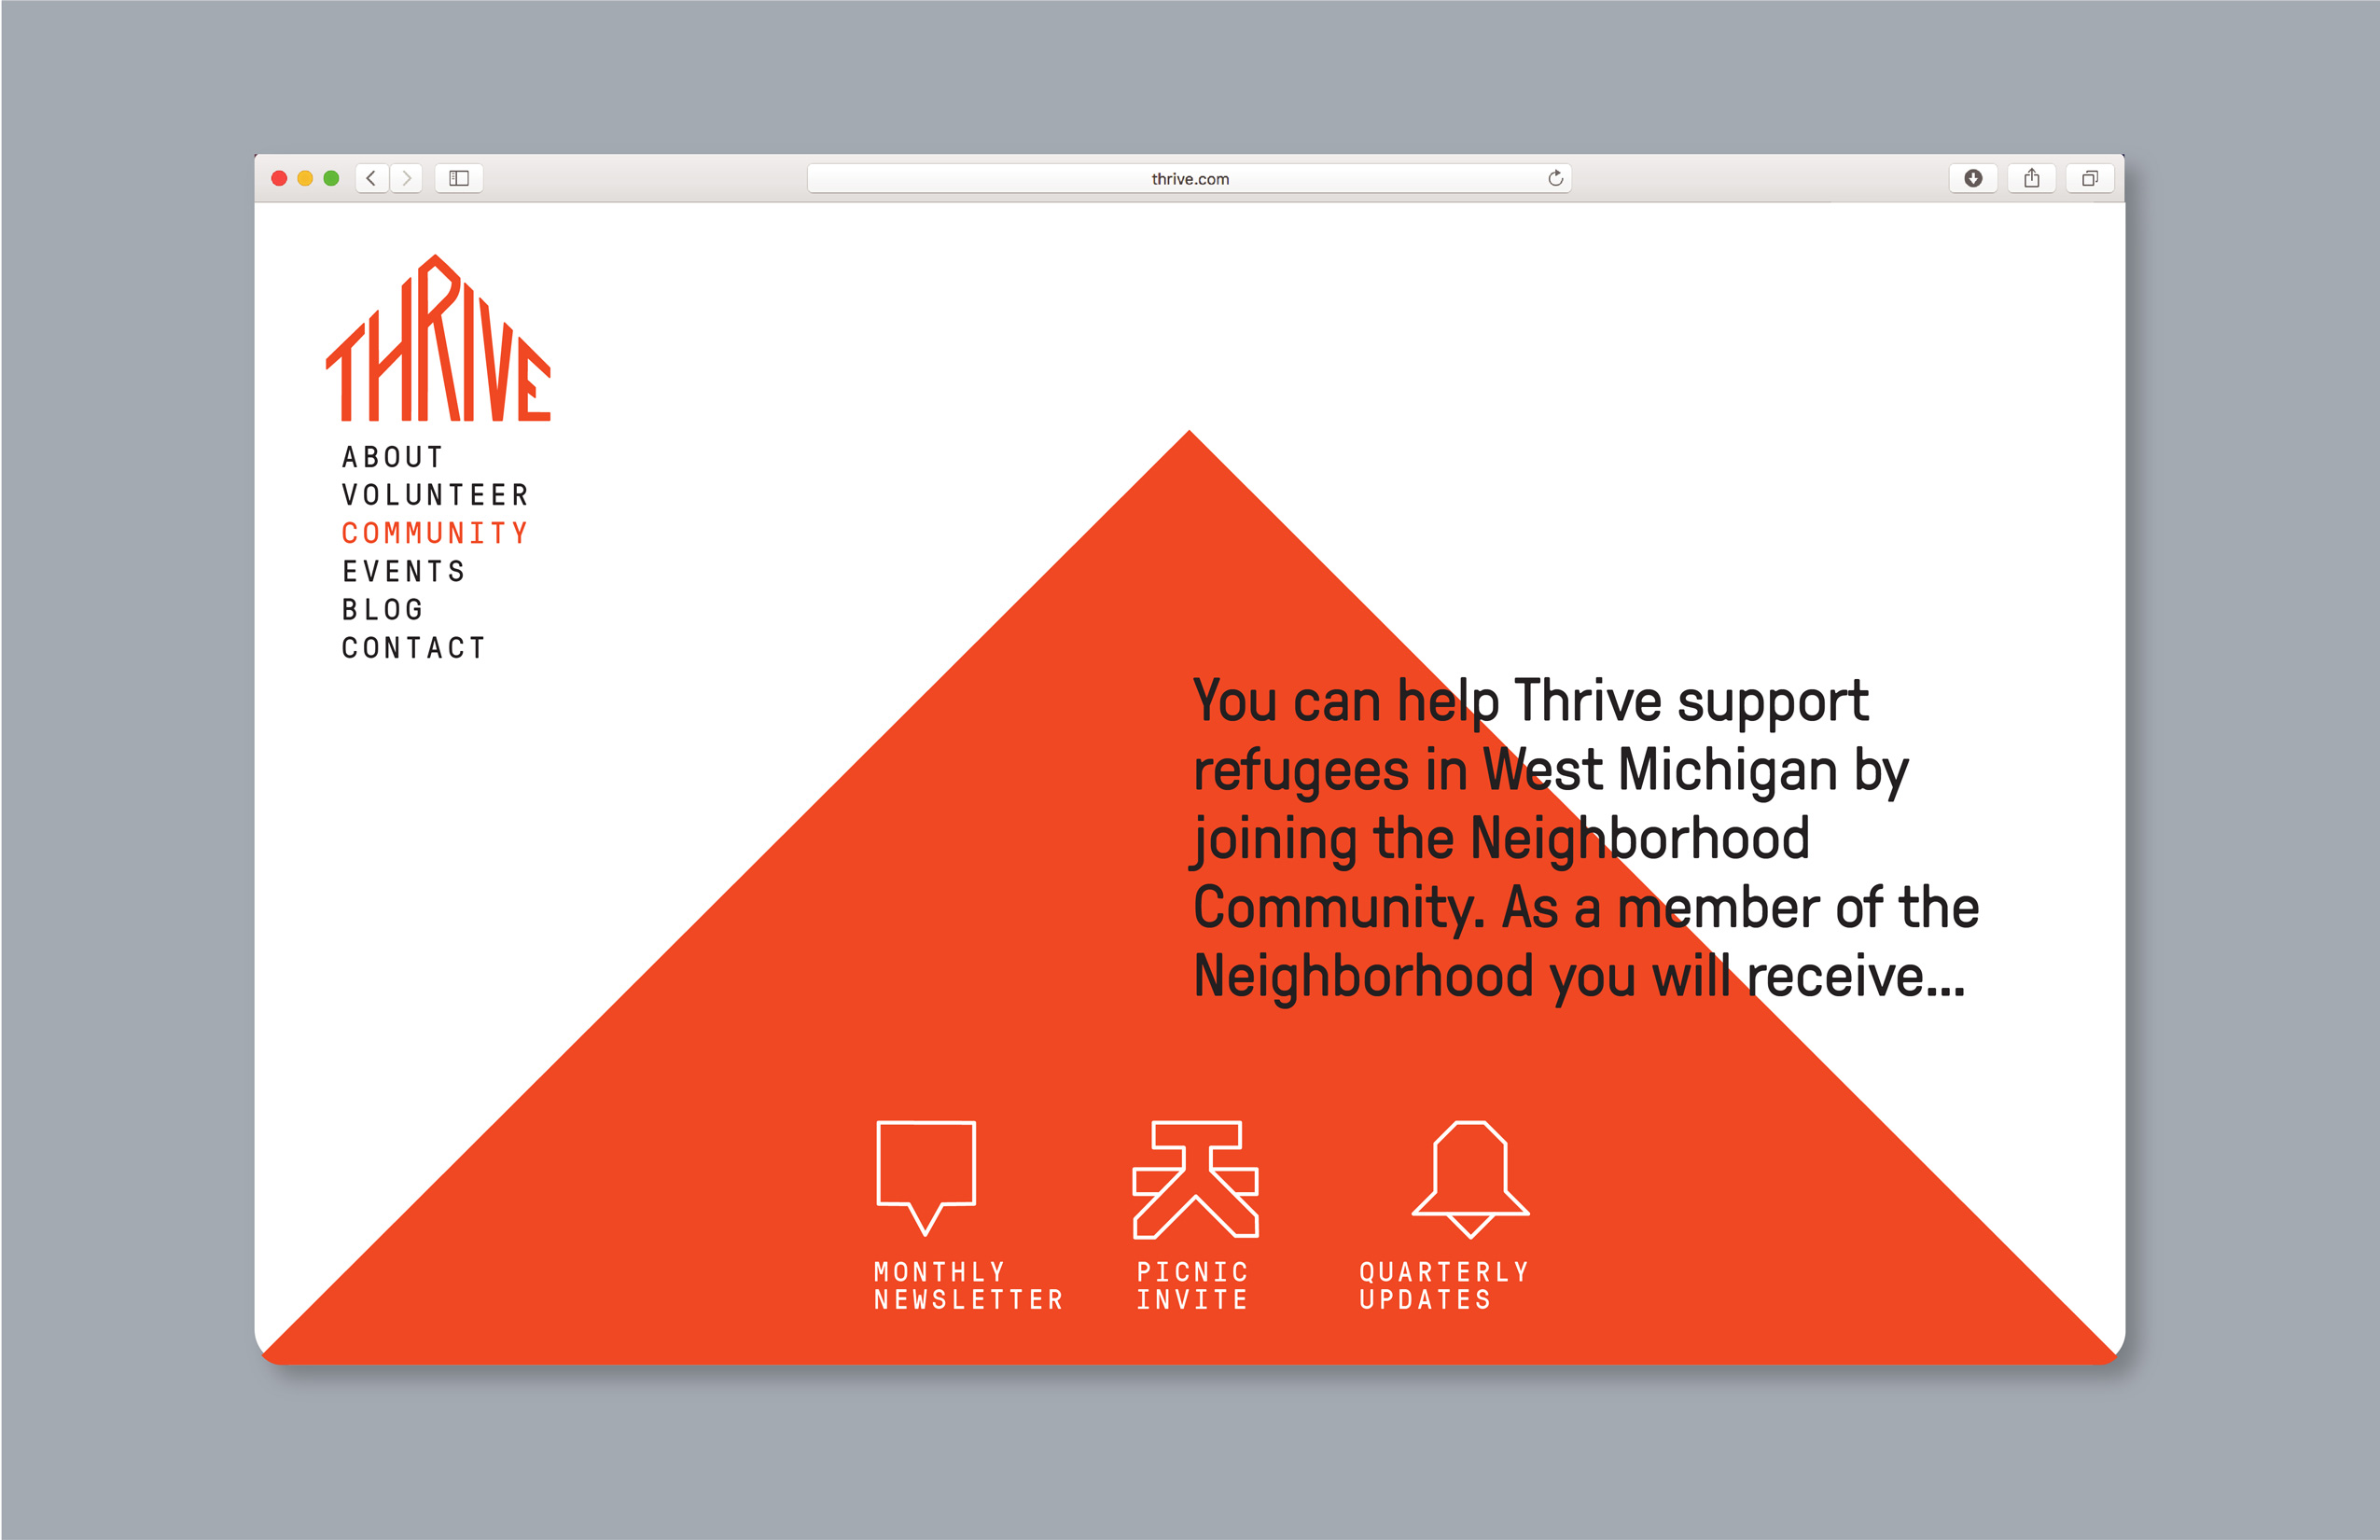 thrive.com
THRIVE
ABOUT
VOLUNTEER
COMMUNITY
EVENTS
BLOG
CONTACT
You can help Thrive support
refugees in West Michigan by
joining the Neighborhood
Community. As a member of the
Neighborhood you will receive...
MONTHLY
NEWSLETTER
PICNIC
INVITE
QUARTERLY
UPDATES